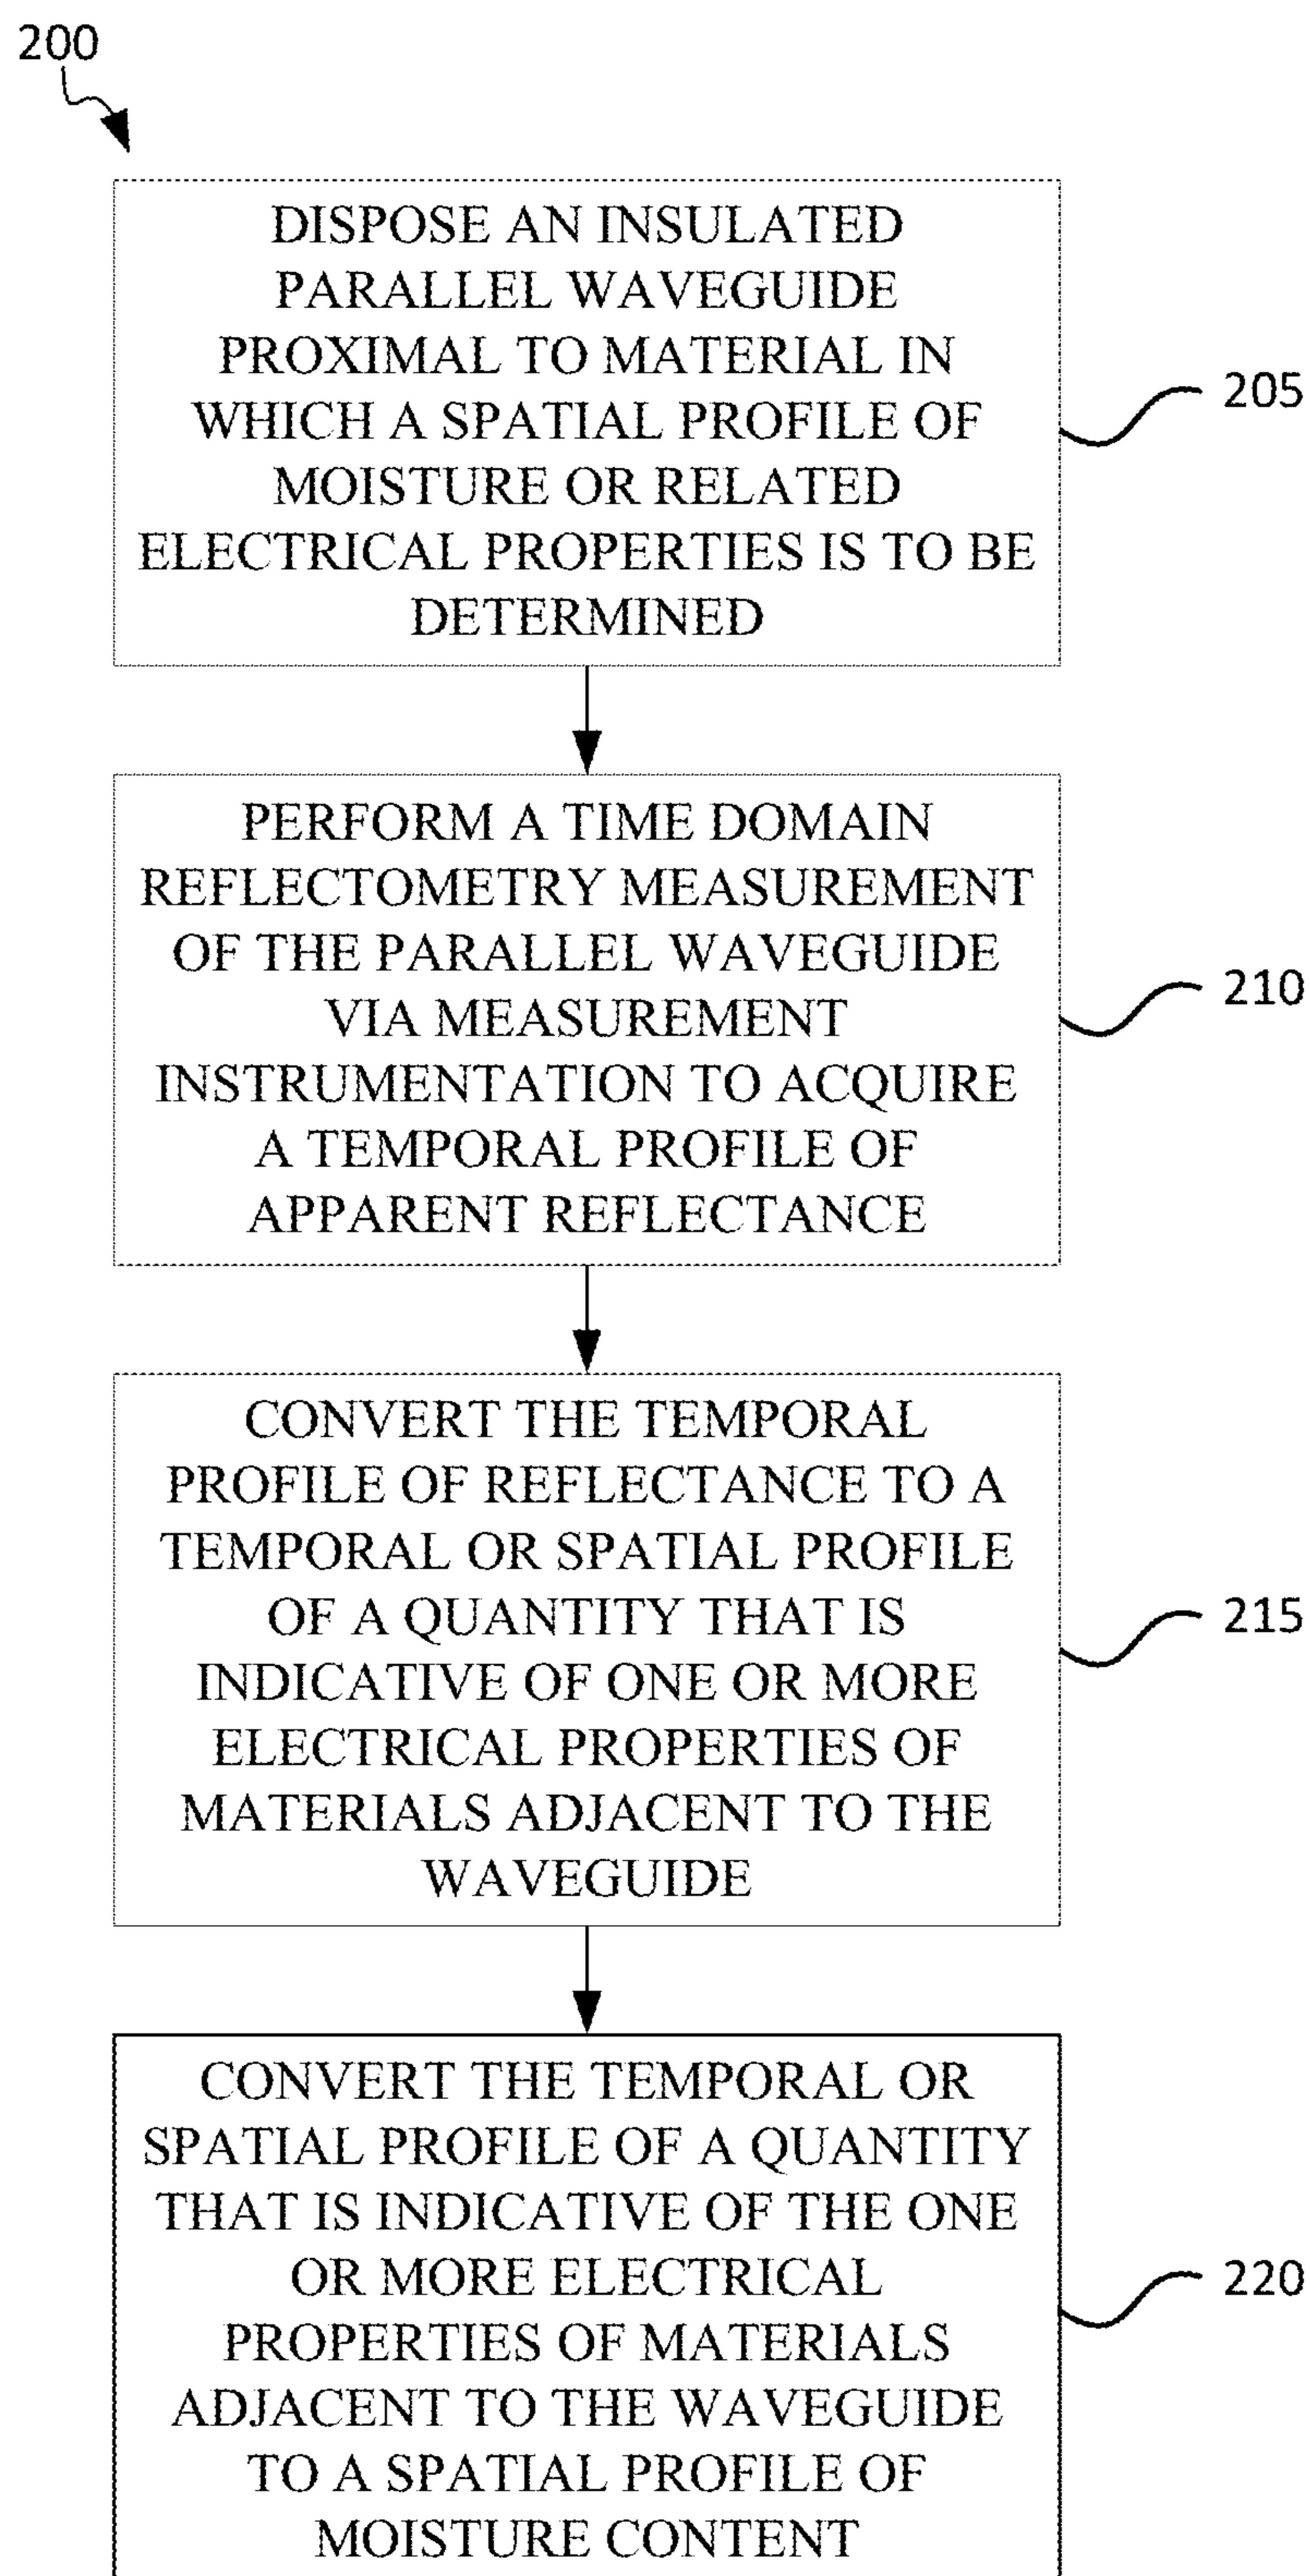 200
DISPOSE AN INSULATED
PARALLEL WAVEGUIDE
PROXIMAL TO MATERIAL IN
WHICH A SPATIAL PROFILE OF
MOISTURE OR RELATED
ELECTRICAL PROPERTIES IS TO BE
DETERMINED
205
PERFORM A TIME DOMAIN
REFLECTOMETRY MEASUREMENT
OF THE PARALLEL WAVEGUIDE
VIA MEASUREMENT
INSTRUMENTATION TO ACQUIRE
A TEMPORAL PROFILE OF
APPARENT REFLECTANCE
210
CONVERT THE TEMPORAL
PROFILE OF REFLECTANCE TO A
TEMPORAL OR SPATIAL PROFILE
OF A QUANTITY THAT IS
INDICATIVE OF ONE OR MORE
ELECTRICAL PROPERTIES OF
MATERIALS ADJACENT TO THE
WAVEGUIDE
215
CONVERT THE TEMPORAL OR
SPATIAL PROFILE OF A QUANTITY
THAT IS INDICATIVE OF THE ONE
OR MORE ELECTRICAL
PROPERTIES OF MATERIALS
ADJACENT TO THE WAVEGUIDE
TO A SPATIAL PROFILE OF
MOISTURE CONTENT
220